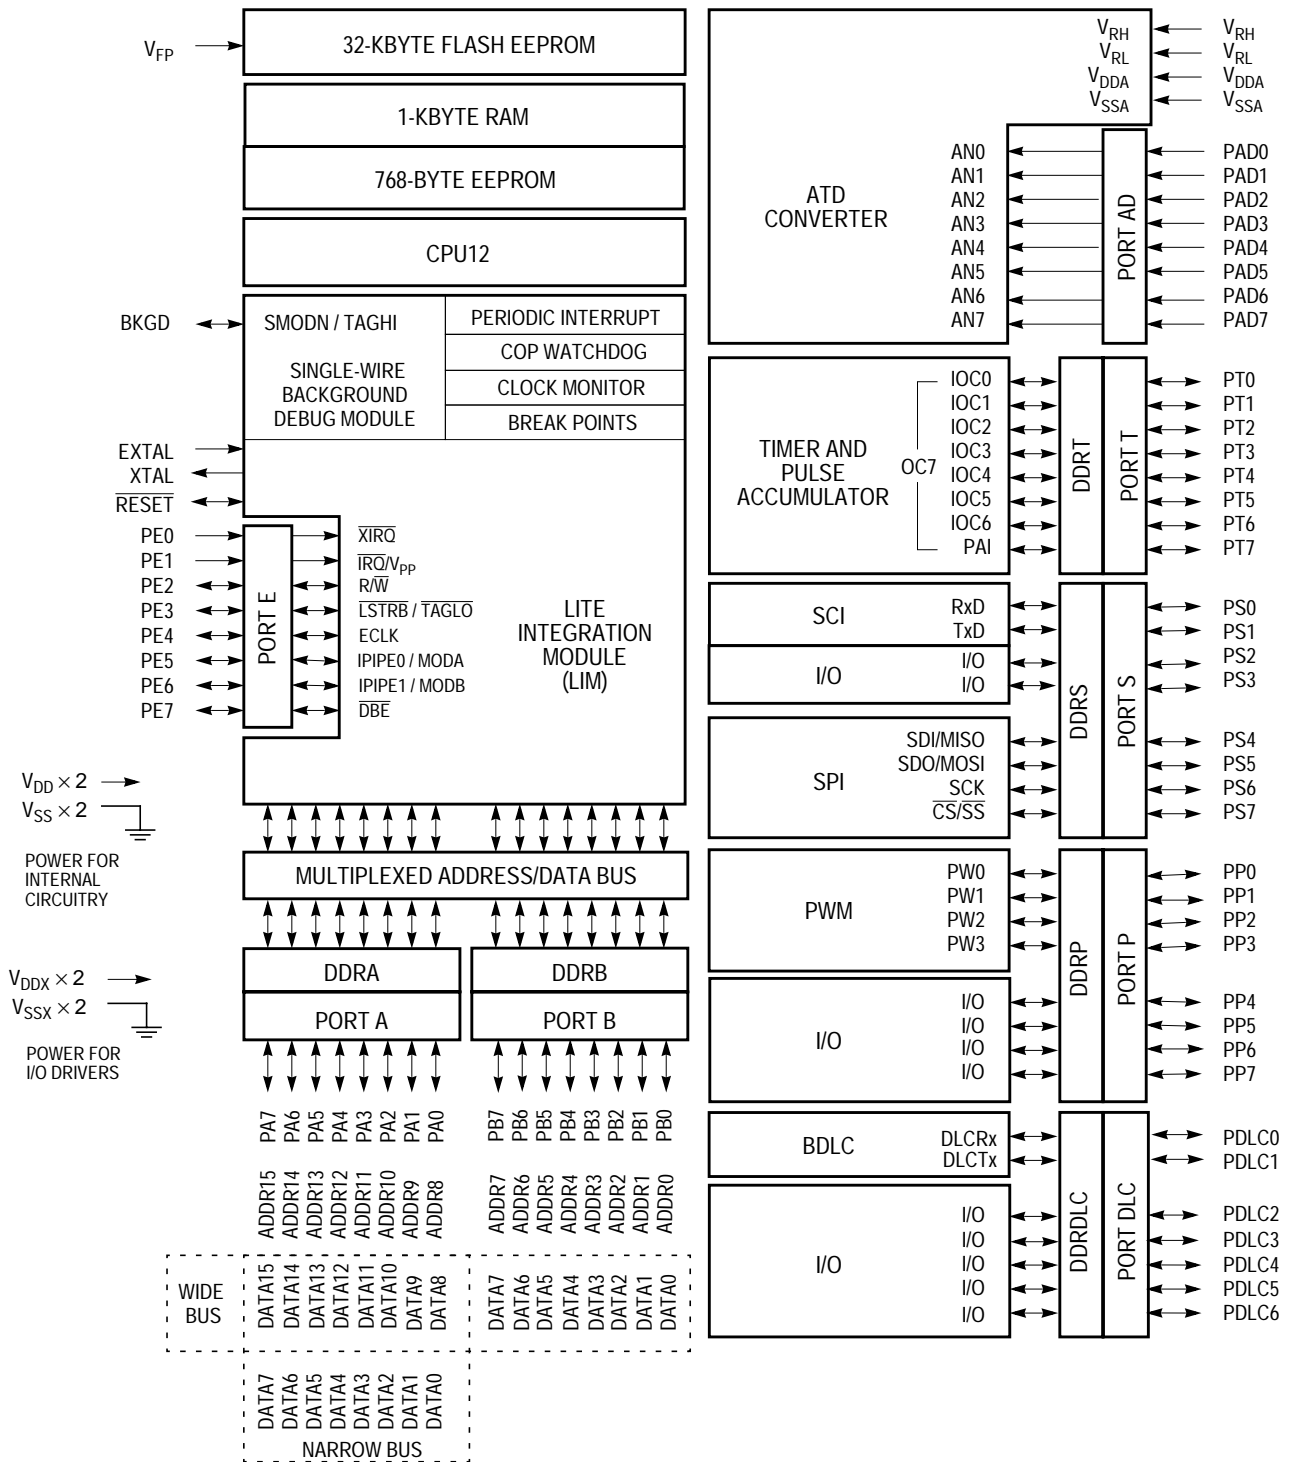 V_FP
32-KBYTE FLASH EEPROM
1-KBYTE RAM
768-BYTE EEPROM
CPU12
BKGD
SMODN / TAGHI
SINGLE-WIRE
BACKGROUND
DEBUG MODULE
PERIODIC INTERRUPT
COP WATCHDOG
CLOCK MONITOR
BREAK POINTS
EXTAL
XTAL
RESET
PE0
PE1
PE2
PE3
PE4
PE5
PE6
PE7
PORT E
XIRQ
IRQ/V_PP
R/W
LSTRB / TAGLO
ECLK
IPIPE0 / MODA
IPIPE1 / MODB
DBE
LITE
INTEGRATION
MODULE
(LIM)
V_DD × 2
V_SS × 2
POWER FOR
INTERNAL
CIRCUITRY
V_DDX × 2
V_SSX × 2
POWER FOR
I/O DRIVERS
MULTIPLEXED ADDRESS/DATA BUS
DDRA
DDRB
PORT A
PORT B
PA7
PA6
PA5
PA4
PA3
PA2
PA1
PA0
PB7
PB6
PB5
PB4
PB3
PB2
PB1
PB0
ADDR15
ADDR14
ADDR13
ADDR12
ADDR11
ADDR10
ADDR9
ADDR8
ADDR7
ADDR6
ADDR5
ADDR4
ADDR3
ADDR2
ADDR1
ADDR0
WIDE
BUS
DATA15
DATA14
DATA13
DATA12
DATA11
DATA10
DATA9
DATA8
DATA7
DATA6
DATA5
DATA4
DATA3
DATA2
DATA1
DATA0
DATA7
DATA6
DATA5
DATA4
DATA3
DATA2
DATA1
DATA0
NARROW BUS
ATD
CONVERTER
V_RH
V_RL
V_DDA
V_SSA
V_RH
V_RL
V_DDA
V_SSA
AN0
AN1
AN2
AN3
AN4
AN5
AN6
AN7
PORT AD
PAD0
PAD1
PAD2
PAD3
PAD4
PAD5
PAD6
PAD7
TIMER AND
PULSE
ACCUMULATOR
OC7
IOC0
IOC1
IOC2
IOC3
IOC4
IOC5
IOC6
PAI
DDRT
PORT T
PT0
PT1
PT2
PT3
PT4
PT5
PT6
PT7
SCI
RxD
TxD
I/O
I/O
I/O
SPI
SDI/MISO
SDO/MOSI
SCK
CS/SS
DDRS
PORT S
PS0
PS1
PS2
PS3
PS4
PS5
PS6
PS7
PWM
PW0
PW1
PW2
PW3
I/O
I/O
I/O
I/O
I/O
DDRP
PORT P
PP0
PP1
PP2
PP3
PP4
PP5
PP6
PP7
BDLC
DLCRx
DLCTx
I/O
I/O
I/O
I/O
I/O
I/O
DDRDLC
PORT DLC
PDLC0
PDLC1
PDLC2
PDLC3
PDLC4
PDLC5
PDLC6